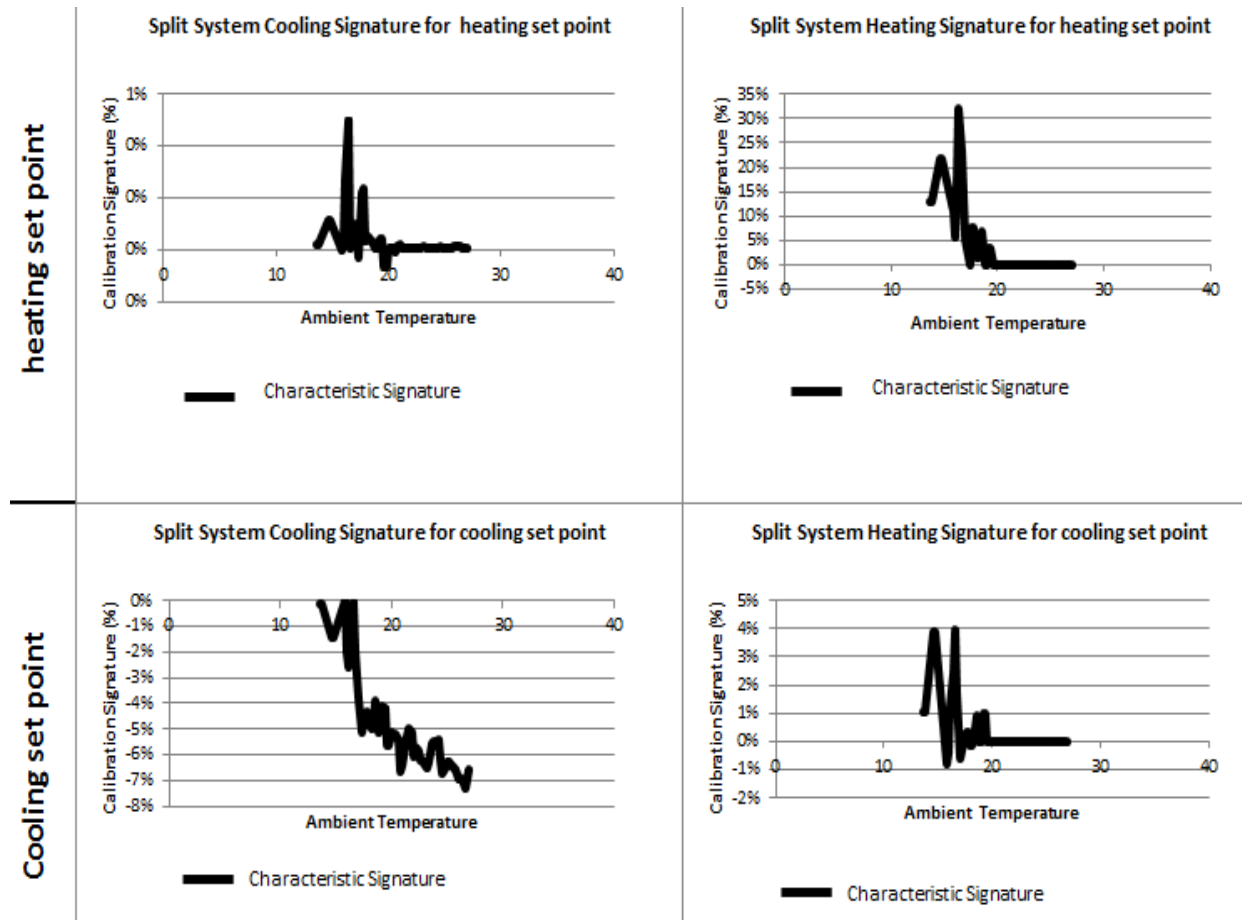 heating set point
Split System Cooling Signature for heating set point
Calibration Signature (%)
1%
0%
0%
0%
0%
0
10
20
30
40
Ambient Temperature
Characteristic Signature
Split System Heating Signature for heating set point
Calibration Signature (%)
35%
30%
25%
20%
15%
10%
5%
0%
-5%
0
10
20
30
40
Ambient Temperature
Characteristic Signature
Cooling set point
Split System Cooling Signature for cooling set point
Calibration Signature (%)
0%
-1%
-2%
-3%
-4%
-5%
-6%
-7%
-8%
0
10
20
30
40
Ambient Temperature
Characteristic Signature
Split System Heating Signature for cooling set point
Calibration Signature (%)
5%
4%
3%
2%
1%
0%
-1%
-2%
0
10
20
30
40
Ambient Temperature
Characteristic Signature